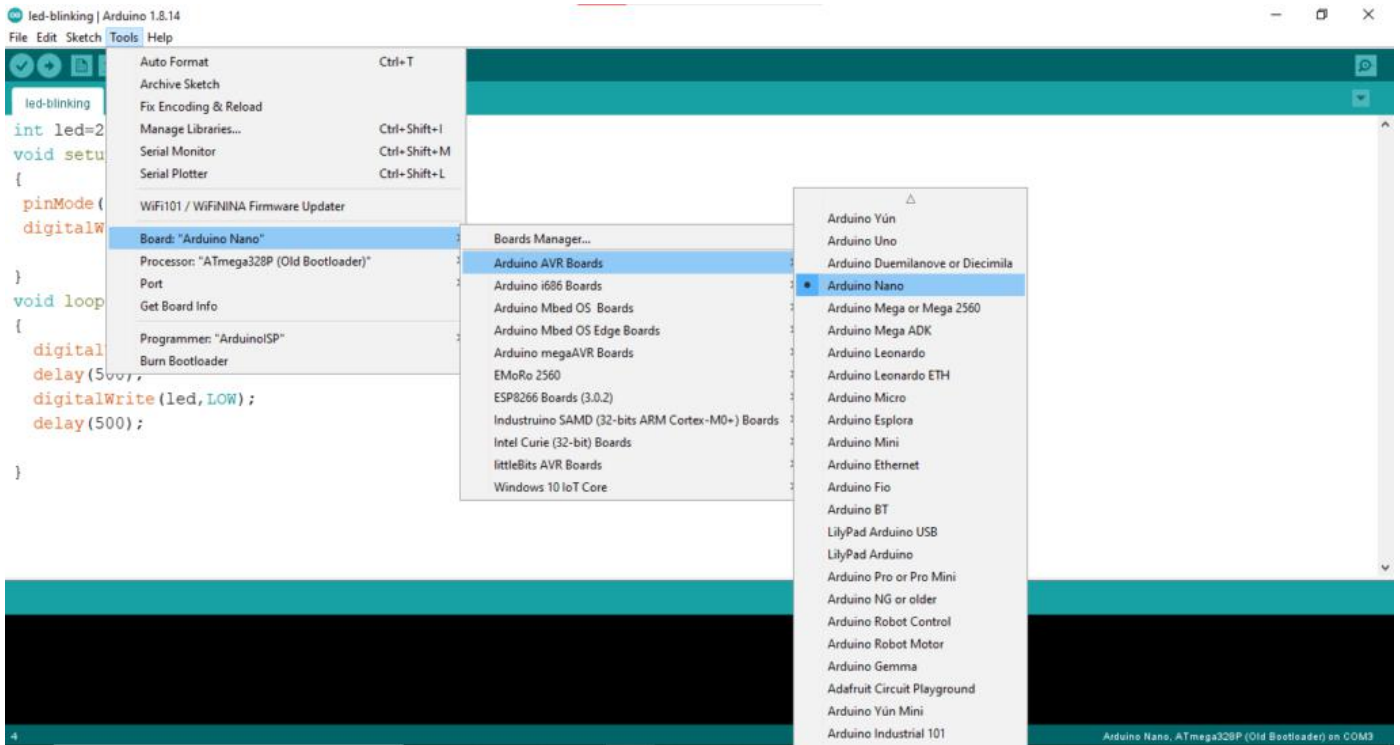 led-blinking | Arduino 1.8.14
File Edit Sketch Tools Help
led-blinking
int led=2
void setu
{
pinMode(
digitalW
}
void loop
{
digital
delay(500);
digitalWrite(led,LOW);
delay(500);
}
Auto Format Ctrl+T
Archive Sketch
Fix Encoding & Reload
Manage Libraries... Ctrl+Shift+I
Serial Monitor Ctrl+Shift+M
Serial Plotter Ctrl+Shift+L
WiFi101 / WiFiNINA Firmware Updater
Board: "Arduino Nano"
Processor: "ATmega328P (Old Bootloader)"
Port
Get Board Info
Programmer: "ArduinoISP"
Burn Bootloader
Boards Manager...
Arduino AVR Boards
Arduino i686 Boards
Arduino Mbed OS Boards
Arduino Mbed OS Edge Boards
Arduino megaAVR Boards
EMoRo 2560
ESP8266 Boards (3.0.2)
Industruino SAMD (32-bits ARM Cortex-M0+) Boards
Intel Curie (32-bit) Boards
littleBits AVR Boards
Windows 10 IoT Core
Arduino Yún
Arduino Uno
Arduino Duemilanove or Diecimila
Arduino Nano
Arduino Mega or Mega 2560
Arduino Mega ADK
Arduino Leonardo
Arduino Leonardo ETH
Arduino Micro
Arduino Esplora
Arduino Mini
Arduino Ethernet
Arduino Fio
Arduino BT
LilyPad Arduino USB
LilyPad Arduino
Arduino Pro or Pro Mini
Arduino NG or older
Arduino Robot Control
Arduino Robot Motor
Arduino Gemma
Adafruit Circuit Playground
Arduino Yún Mini
Arduino Industrial 101
4
Arduino Nano, ATmega328P (Old Bootloader) on COM3